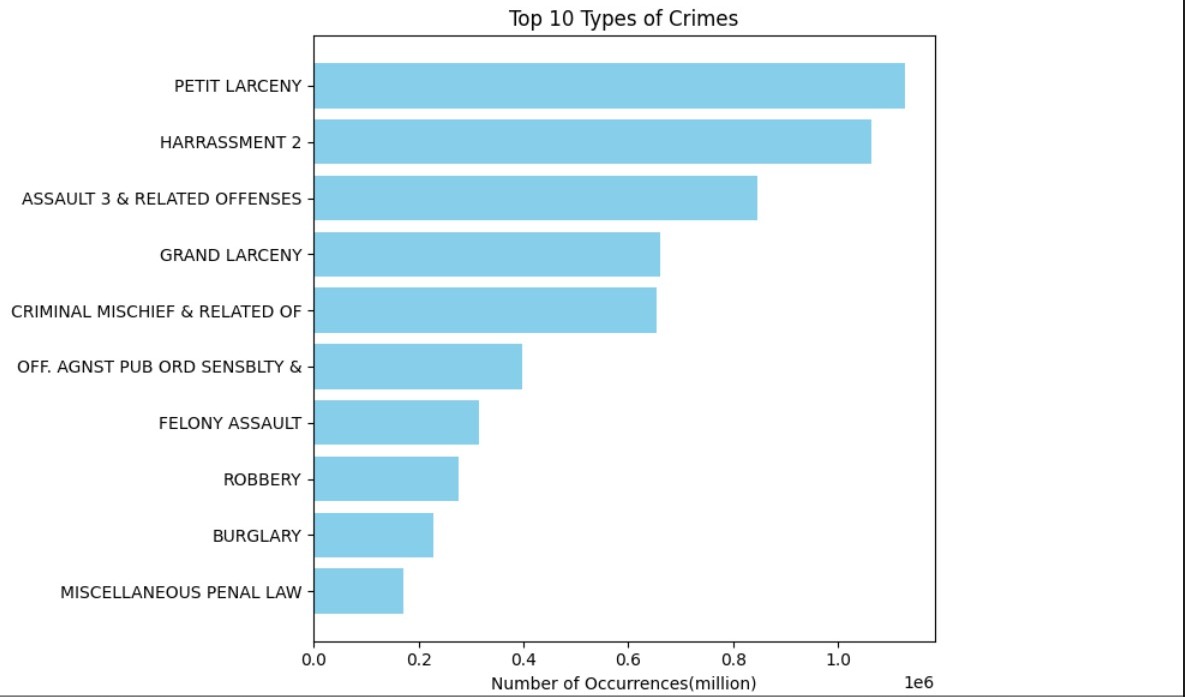 Top 10 Types of Crimes
PETIT LARCENY
HARRASSMENT 2
ASSAULT 3 & RELATED OFFENSES
GRAND LARCENY
CRIMINAL MISCHIEF & RELATED OF
OFF. AGNST PUB ORD SENSBLTY &
FELONY ASSAULT
ROBBERY
BURGLARY
MISCELLANEOUS PENAL LAW
0.0 0.2 0.4 0.6 0.8 1.0
Number of Occurrences(million) 1e6